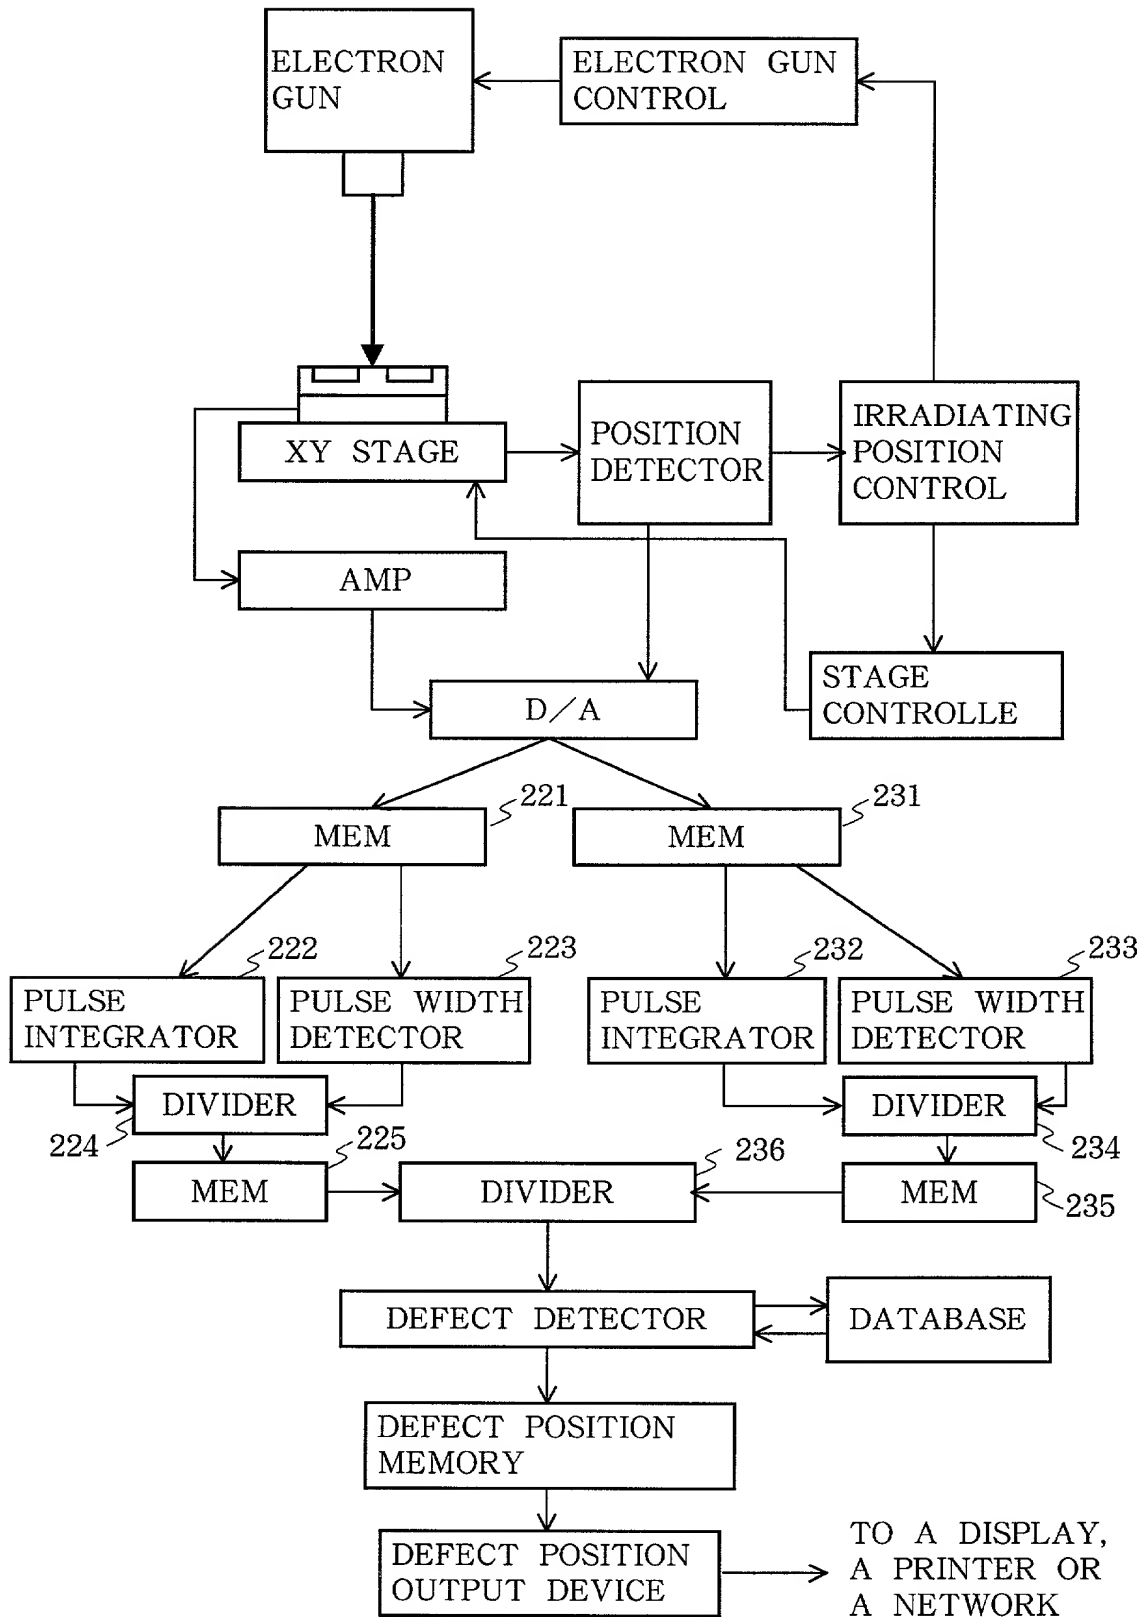 ELECTRON
GUN
ELECTRON GUN
CONTROL
XY STAGE
POSITION
DETECTOR
IRRADIATING
POSITION
CONTROL
AMP
STAGE
CONTROLLE
D/A
221
231
MEM
MEM
222
223
232
233
PULSE
INTEGRATOR
PULSE WIDTH
DETECTOR
PULSE
INTEGRATOR
PULSE WIDTH
DETECTOR
DIVIDER
DIVIDER
224
225
236
234
MEM
DIVIDER
MEM
235
DEFECT DETECTOR
DATABASE
DEFECT POSITION
MEMORY
DEFECT POSITION
OUTPUT DEVICE
TO A DISPLAY,
A PRINTER OR
A NETWORK